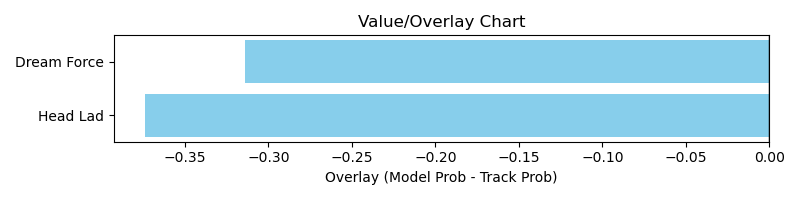 Value/Overlay Chart
Dream Force
Head Lad
−0.35 −0.30 −0.25 −0.20 −0.15 −0.10 −0.05 0.00
Overlay (Model Prob - Track Prob)